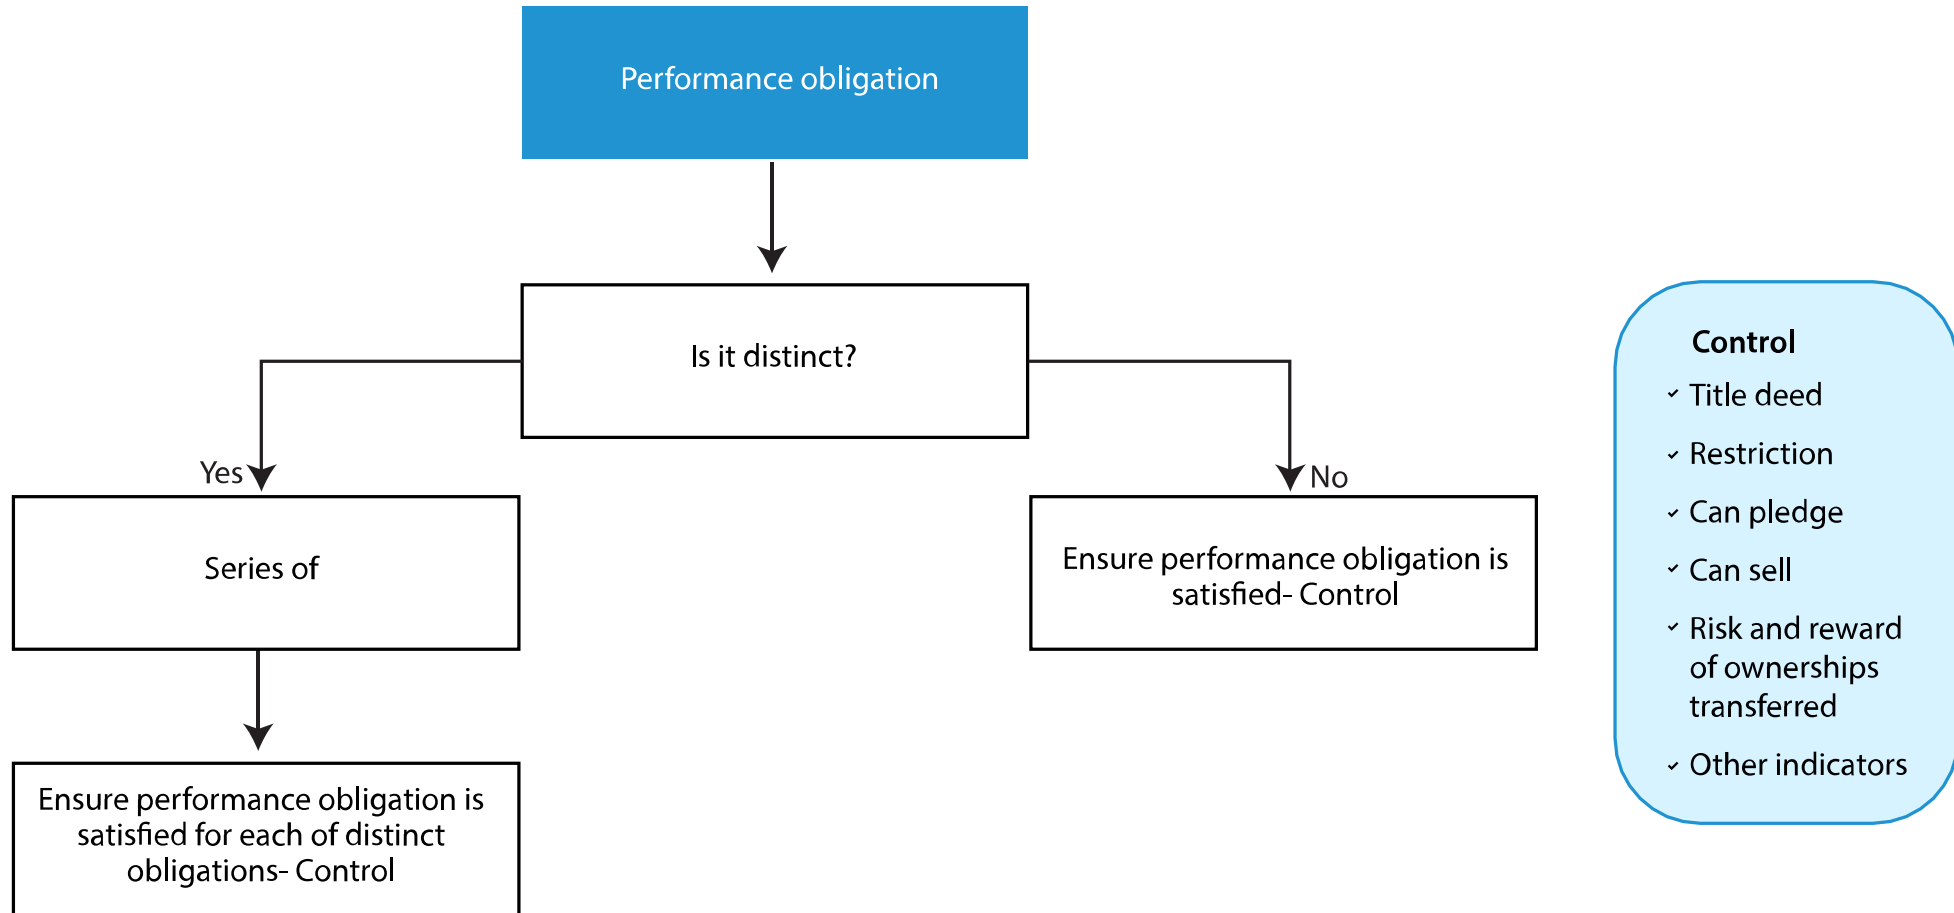 Performance obligation
Is it distinct?
Yes
No
Series of
Ensure performance obligation is
satisfied- Control
Ensure performance obligation is
satisfied for each of distinct
obligations- Control
Control
Title deed
Restriction
Can pledge
Can sell
Risk and reward
of ownerships
transferred
Other indicators